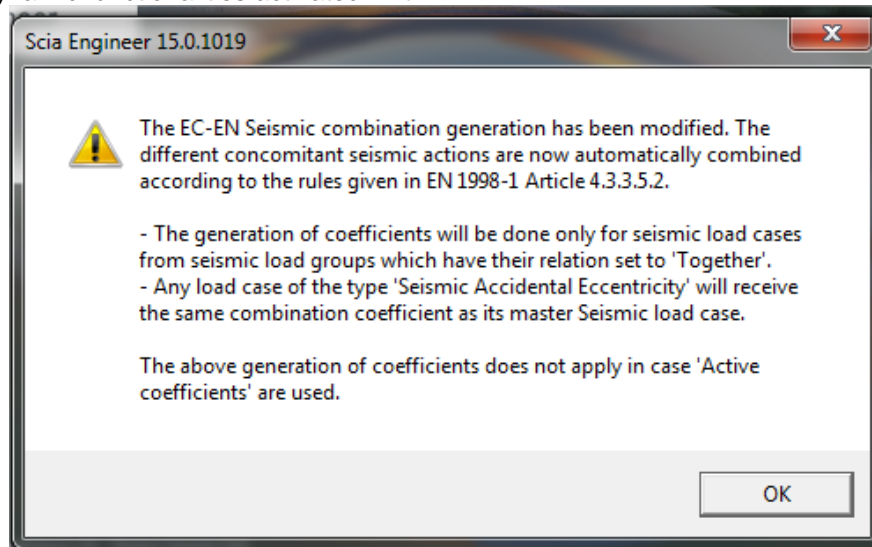 Scia Engineer 15.0.1019
The EC-EN Seismic combination generation has been modified. The
different concomitant seismic actions are now automatically combined
according to the rules given in EN 1998-1 Article 4.3.3.5.2.
- The generation of coefficients will be done only for seismic load cases
from seismic load groups which have their relation set to 'Together'.
- Any load case of the type 'Seismic Accidental Eccentricity' will receive
the same combination coefficient as its master Seismic load case.
The above generation of coefficients does not apply in case 'Active
coefficients' are used.
OK